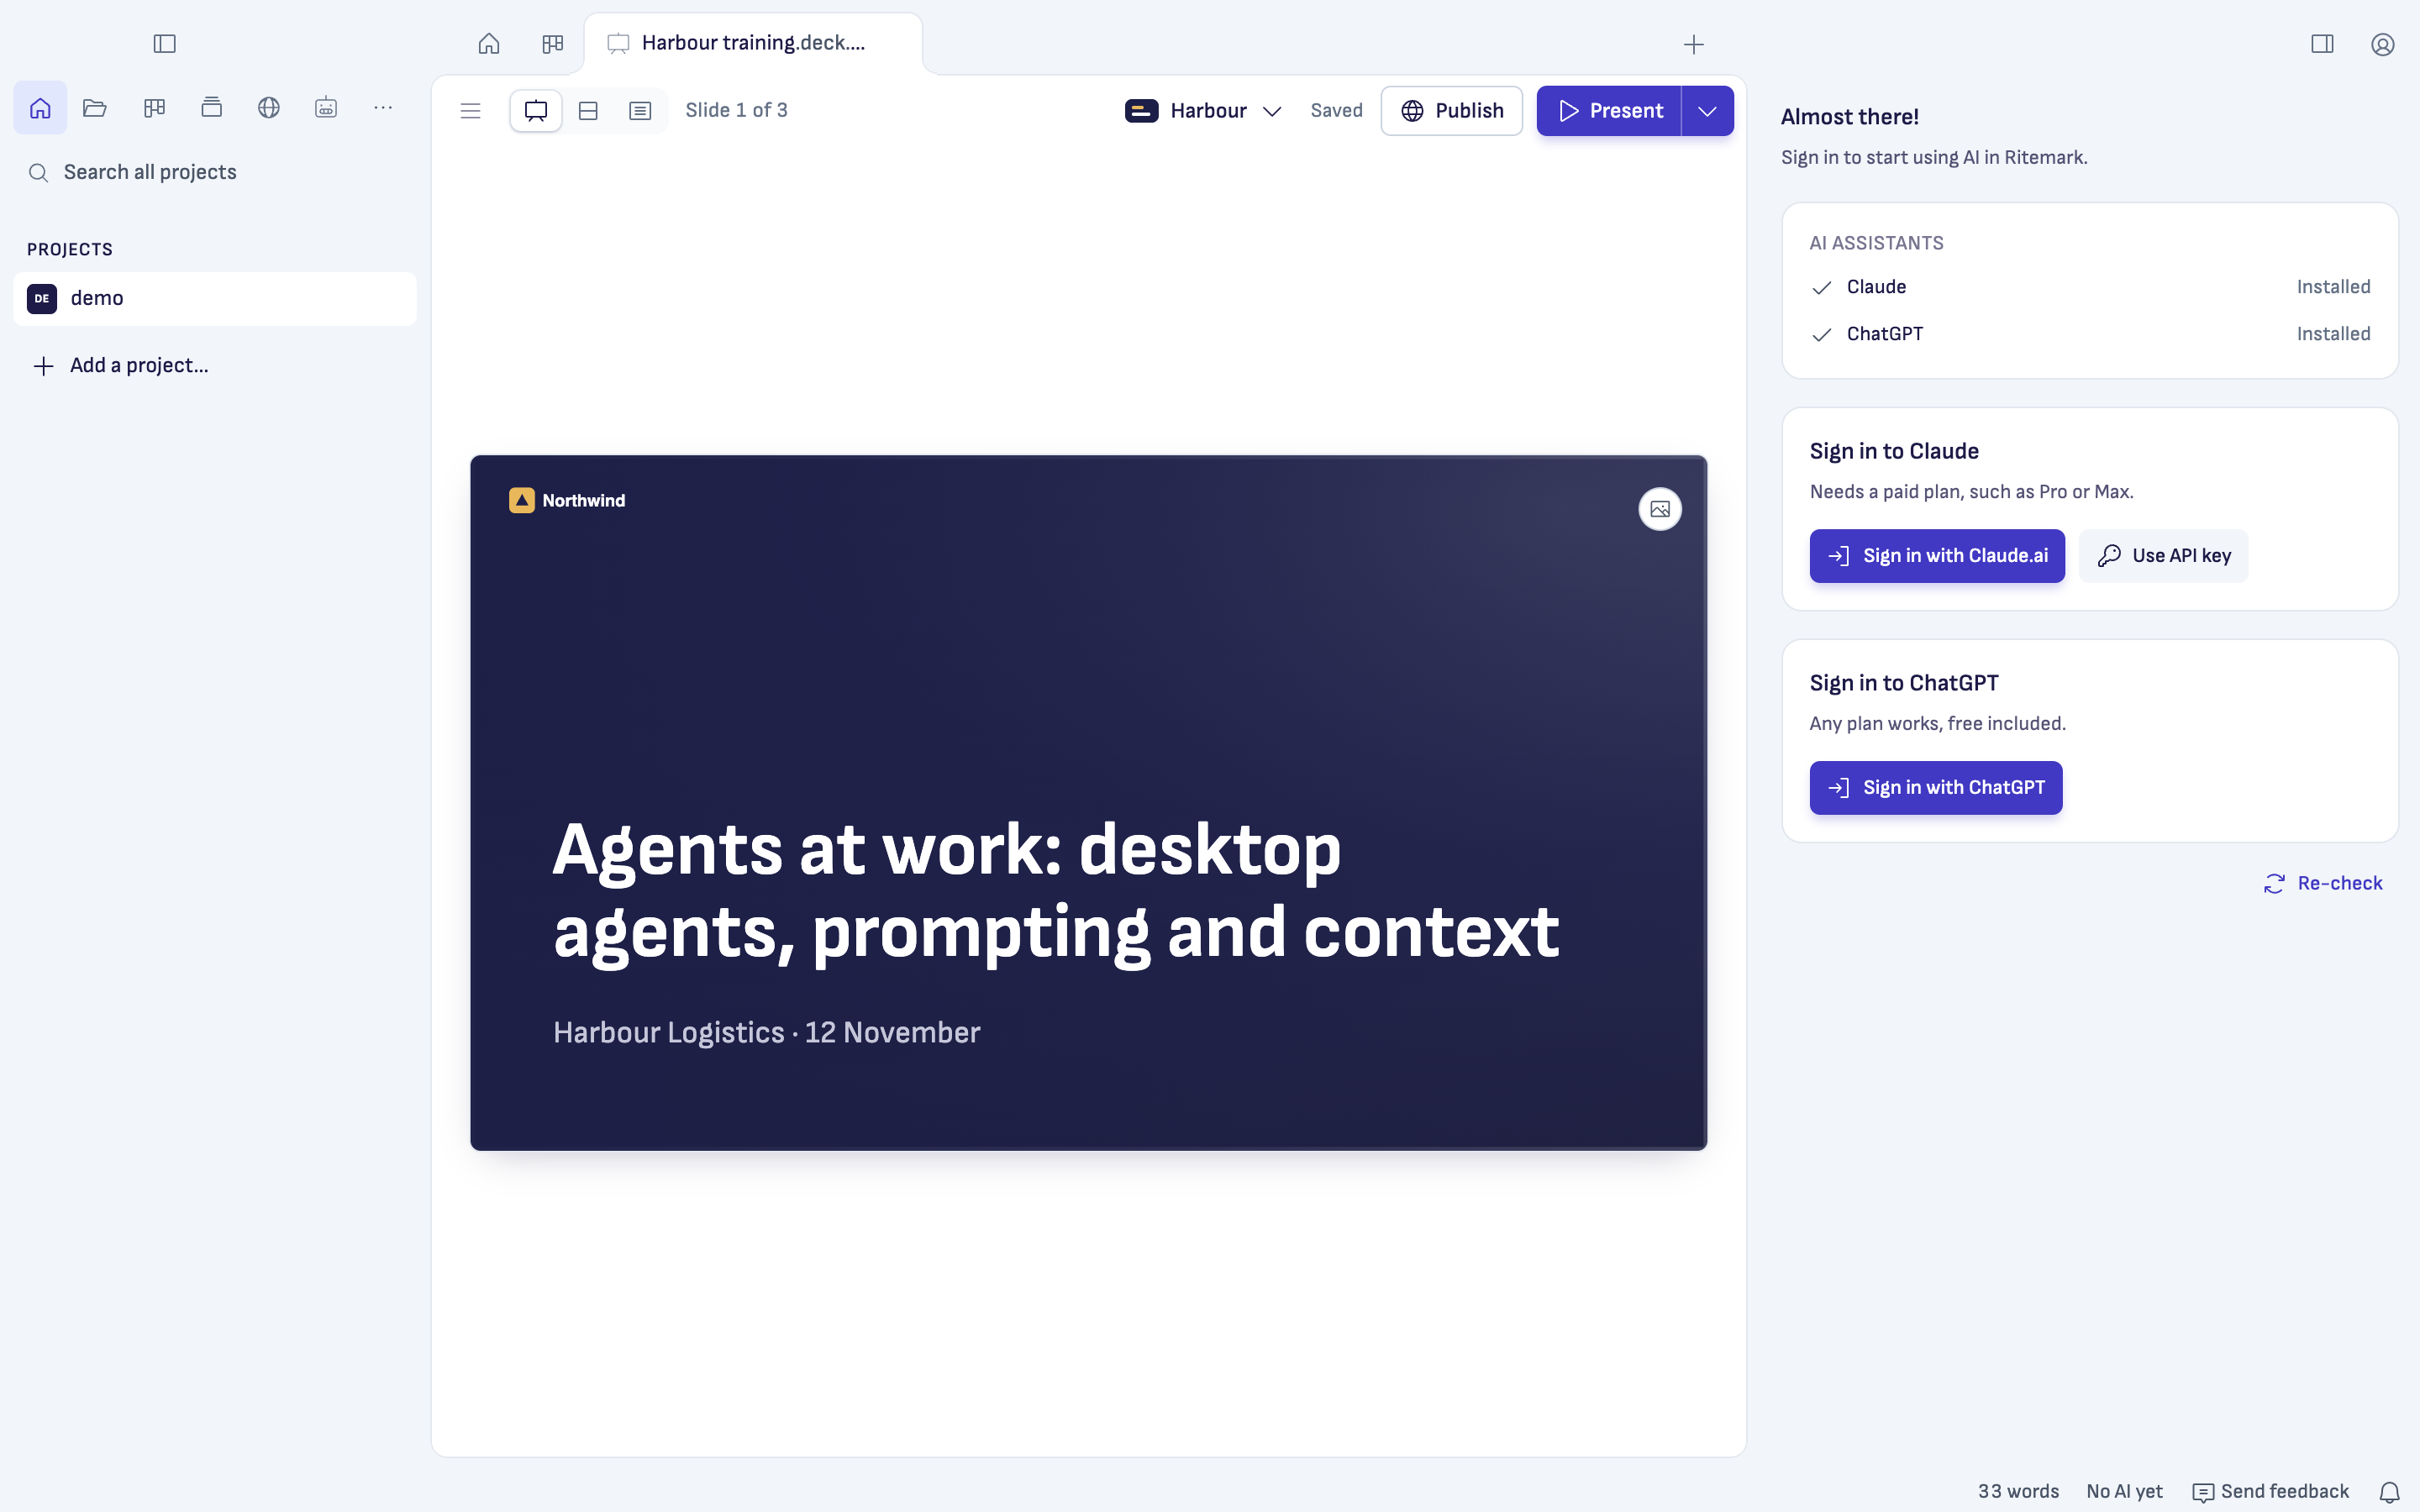 Harbour training.deck....
Search all projects
PROJECTS
DE
demo
Add a project...
Slide 1 of 3
Harbour
Saved
Publish
Present
Northwind
Agents at work: desktop
agents, prompting and context
Harbour Logistics · 12 November
Almost there!
Sign in to start using AI in Ritemark.
AI ASSISTANTS
Claude
Installed
ChatGPT
Installed
Sign in to Claude
Needs a paid plan, such as Pro or Max.
Sign in with Claude.ai
Use API key
Sign in to ChatGPT
Any plan works, free included.
Sign in with ChatGPT
Re-check
33 words
No AI yet
Send feedback